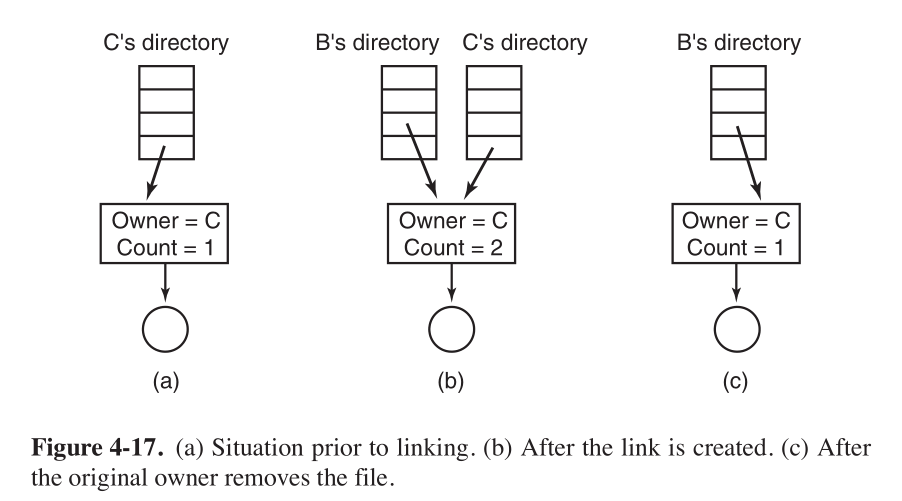 C's directory
B's directory
C's directory
B's directory
Owner = C
Count = 1
Owner = C
Count = 2
Owner = C
Count = 1
(a)
(b)
(c)
Figure 4-17. (a) Situation prior to linking. (b) After the link is created. (c) After
the original owner removes the file.